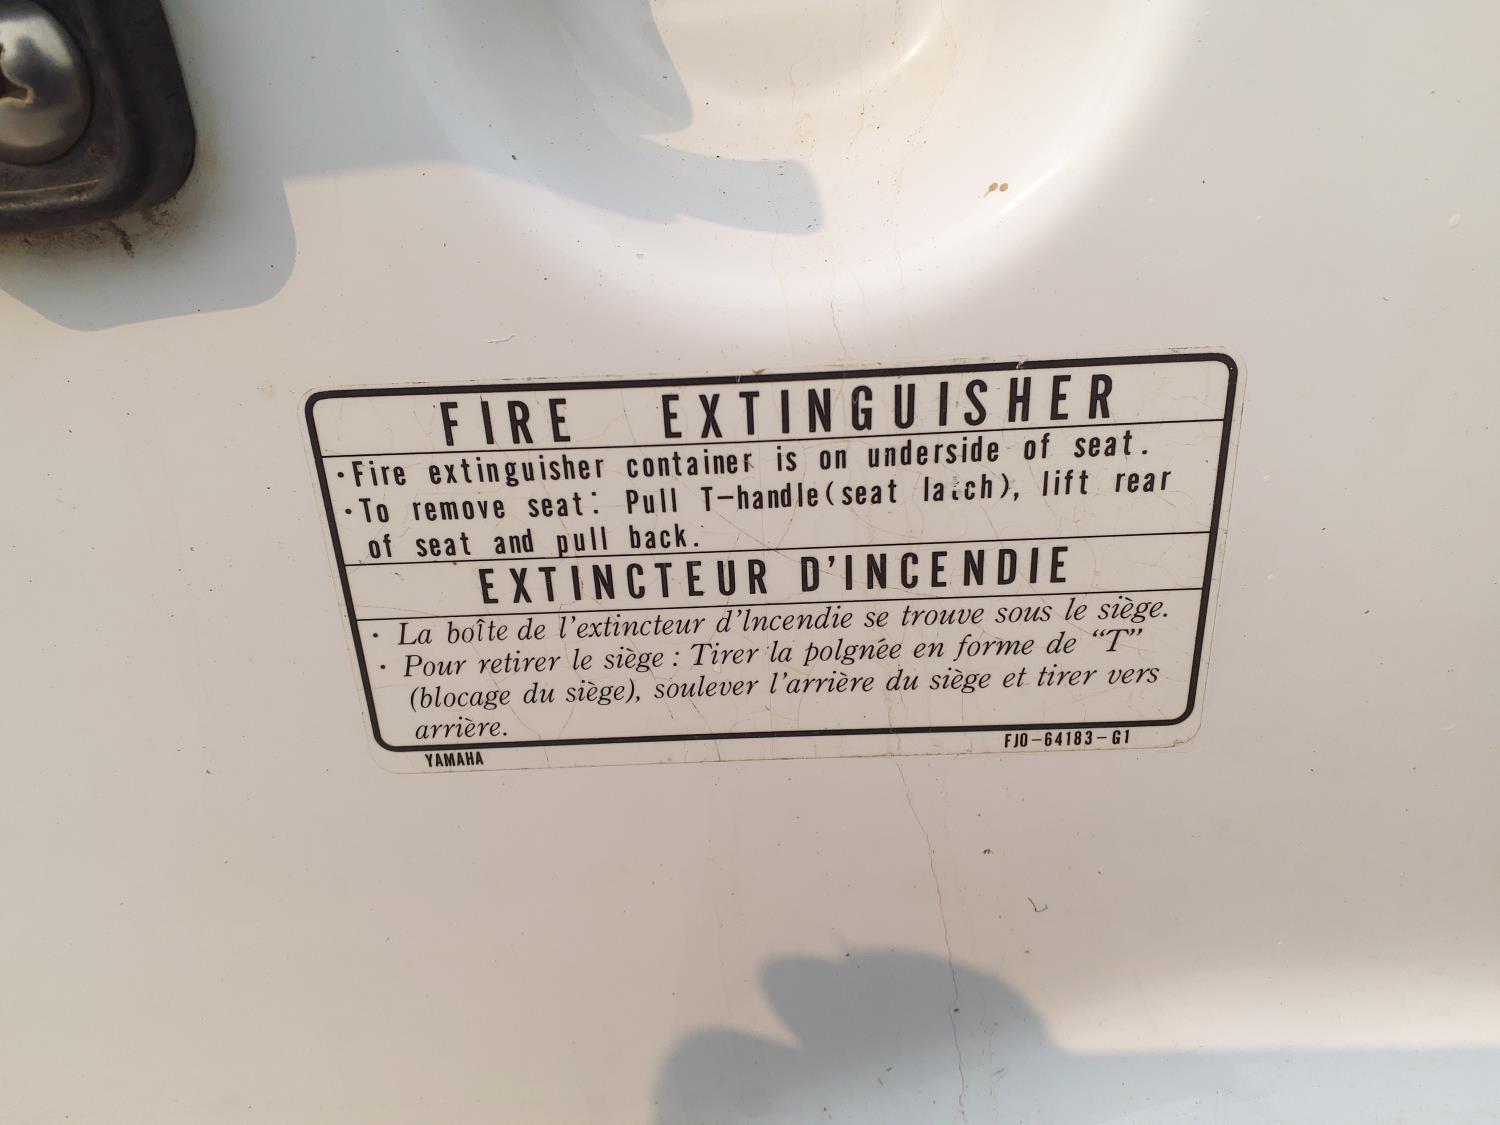 FIRE EXTINGUISHER
・Fire extinguisher container is on underside of seat.
・To remove seat: Pull T-handle(seat latch), lift rear
of seat and pull back.
EXTINCTEUR D'INCENDIE
・ La boîte de l'extincteur d'lncendie se trouve sous le siège.
・ Pour retirer le siège : Tirer la polgnée en forme de “T”
(blocage du siège), soulever l'arrière du siège et tirer vers
arrière.
YAMAHA
FJ0-64183-G1